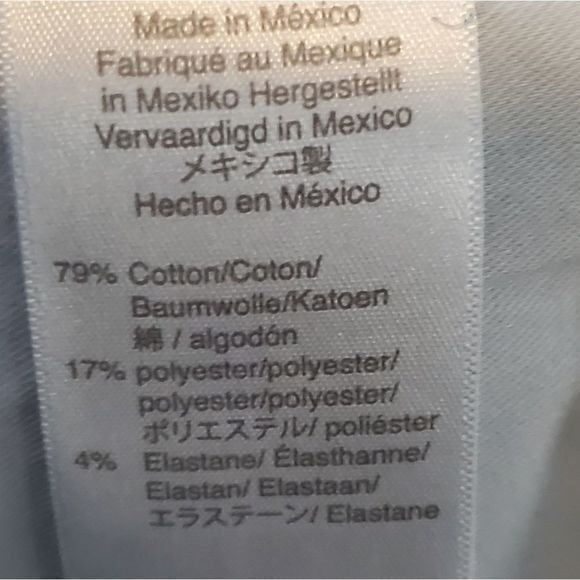 Made in México
Fabriqué au Mexique
in Mexiko Hergestellt
Vervaardigd in Mexico
メキシコ製
Hecho en México
79% Cotton/Coton/
Baumwolle/Katoen
綿 / algodón
17% polyester/polyester/
polyester/polyester/
ポリエステル/ poliéster
4% Elastane/ Élasthanne/
Elastan/ Elastaan/
エラステーン/ Elastane